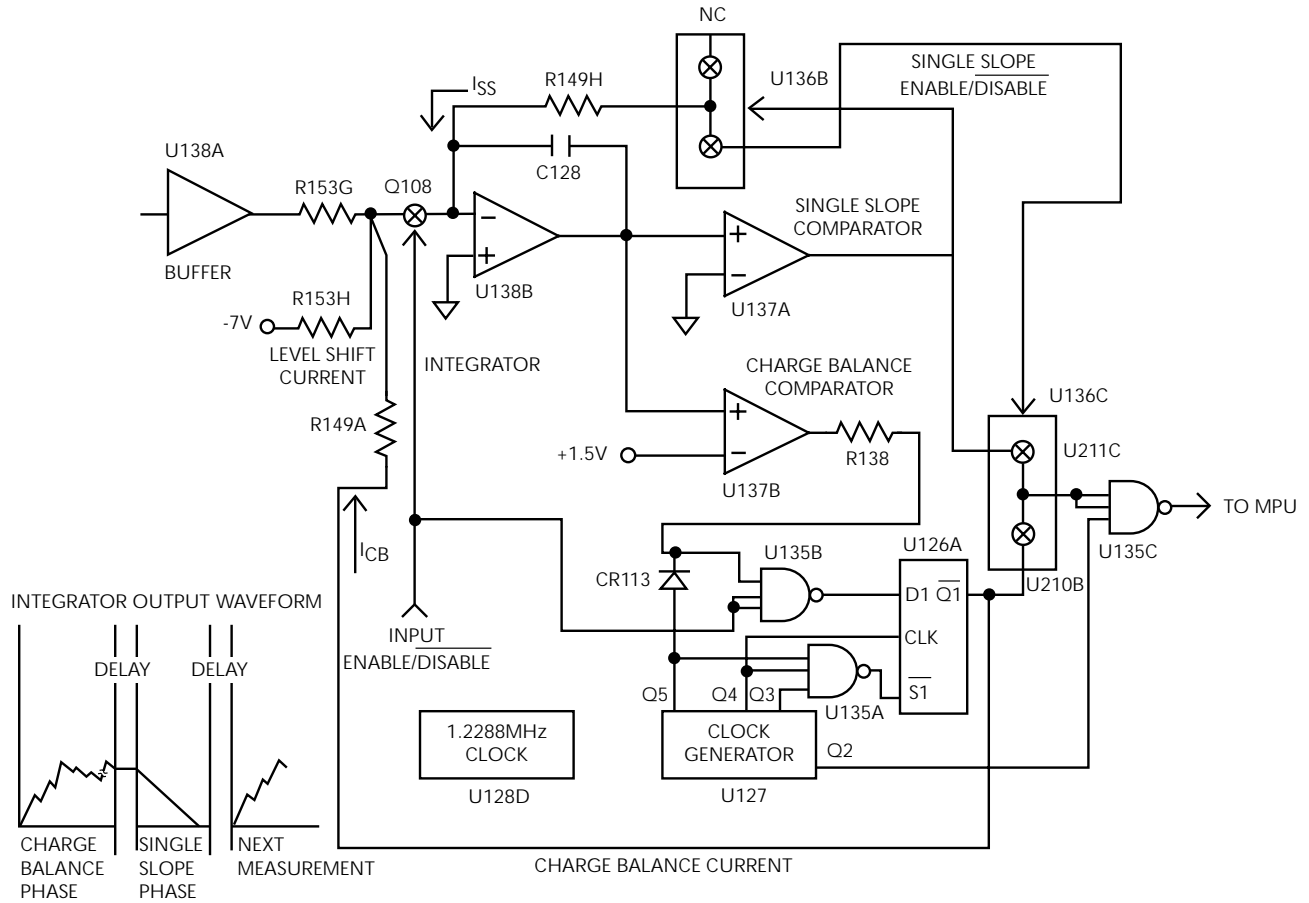 NC
SINGLE SLOPE
ENABLE/DISABLE
U136B
ISS
R149H
C128
U138A
BUFFER
R153G
Q108
-7V
R153H
LEVEL SHIFT
CURRENT
−
+
U138B
INTEGRATOR
SINGLE SLOPE
COMPARATOR
+
−
U137A
CHARGE BALANCE
COMPARATOR
+
−
+1.5V
U137B
R138
R149A
ICB
U136C
U211C
U210B
U135C
TO MPU
U135B
U126A
D1 Q1
CLK
S1
CR113
U135A
INPUT
ENABLE/DISABLE
Q5
Q4
Q3
Q2
CLOCK
GENERATOR
U127
1.2288MHz
CLOCK
U128D
CHARGE BALANCE CURRENT
INTEGRATOR OUTPUT WAVEFORM
DELAY
DELAY
CHARGE
BALANCE
PHASE
SINGLE
SLOPE
PHASE
NEXT
MEASUREMENT